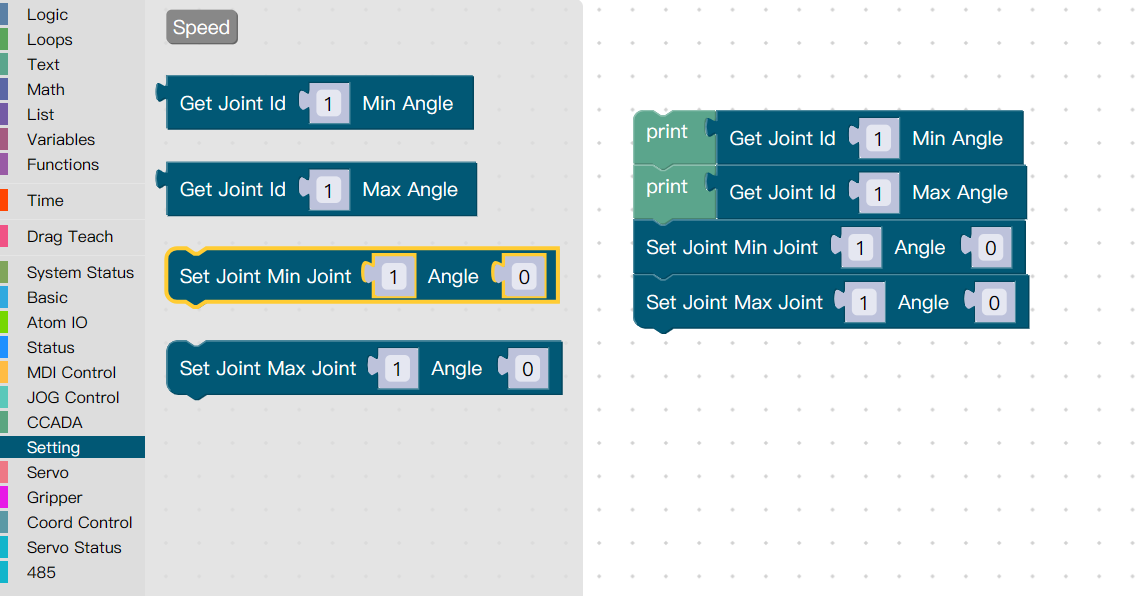 Logic
Loops
Text
Math
List
Variables
Functions
Time
Drag Teach
System Status
Basic
Atom IO
Status
MDI Control
JOG Control
CCADA
Setting
Servo
Gripper
Coord Control
Servo Status
485
Speed
Get Joint Id 1 Min Angle
Get Joint Id 1 Max Angle
Set Joint Min Joint 1 Angle 0
Set Joint Max Joint 1 Angle 0
print Get Joint Id 1 Min Angle
print Get Joint Id 1 Max Angle
Set Joint Min Joint 1 Angle 0
Set Joint Max Joint 1 Angle 0